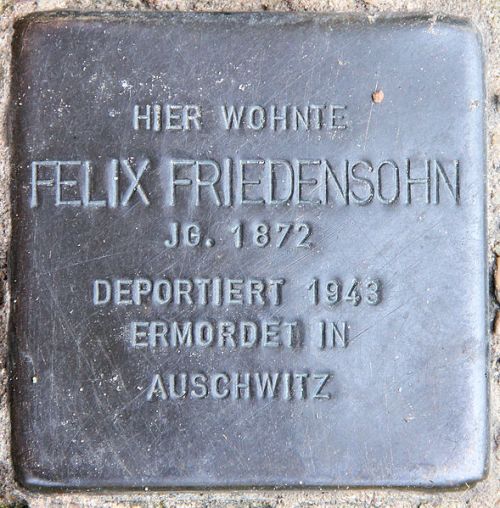 HIER WOHNTE
FELIX FRIEDENSOHN
JG. 1872
DEPORTIERT 1943
ERMORDET IN
AUSCHWITZ